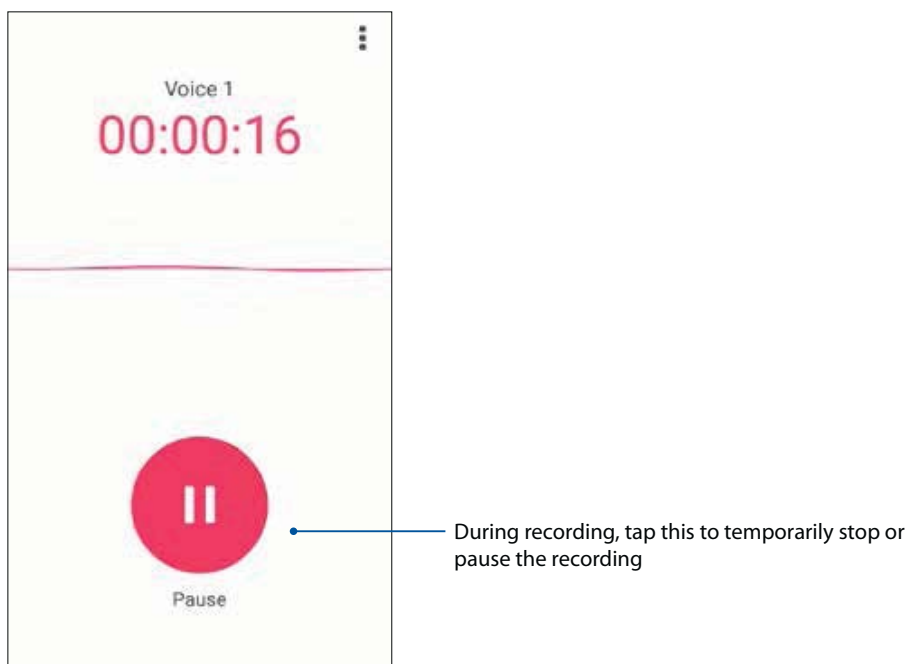 Voice 1
00:00:16
During recording, tap this to temporarily stop or
pause the recording
Pause